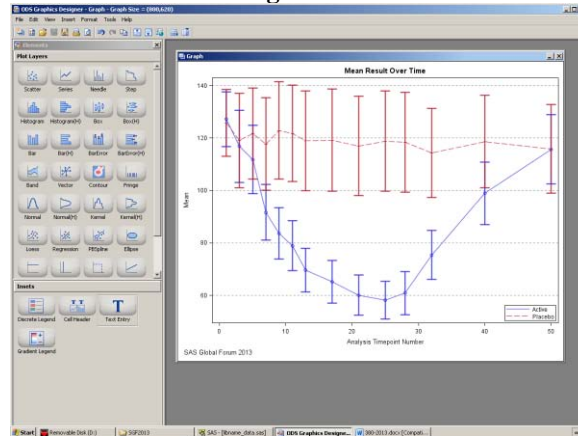 ODS Graphics Designer - Graph - Graph Size = (800,620)
File Edit View Insert Format Tools Help
Elements
Plot Layers
Scatter Series Needle Step
Histogram Histogram(H) Box Box(H)
Bar Bar(H) BarError BarError(H)
Band Vector Contour Fringe
Normal Normal(H) Kernel Kernel(H)
Loess Regression PBSpline Ellipse
Insets
Discrete Legend Cell Header Text Entry
Gradient Legend
Graph
Mean Result Over Time
140
120
100
80
60
Mean
0 10 20 30 40 50
Analysis Timepoint Number
Active
Placebo
SAS Global Forum 2013
Start Removable Disk (D:) SGF2013 SAS - [libname_data.sas] ODS Graphics Designe... 380-2013.docx [Compati...